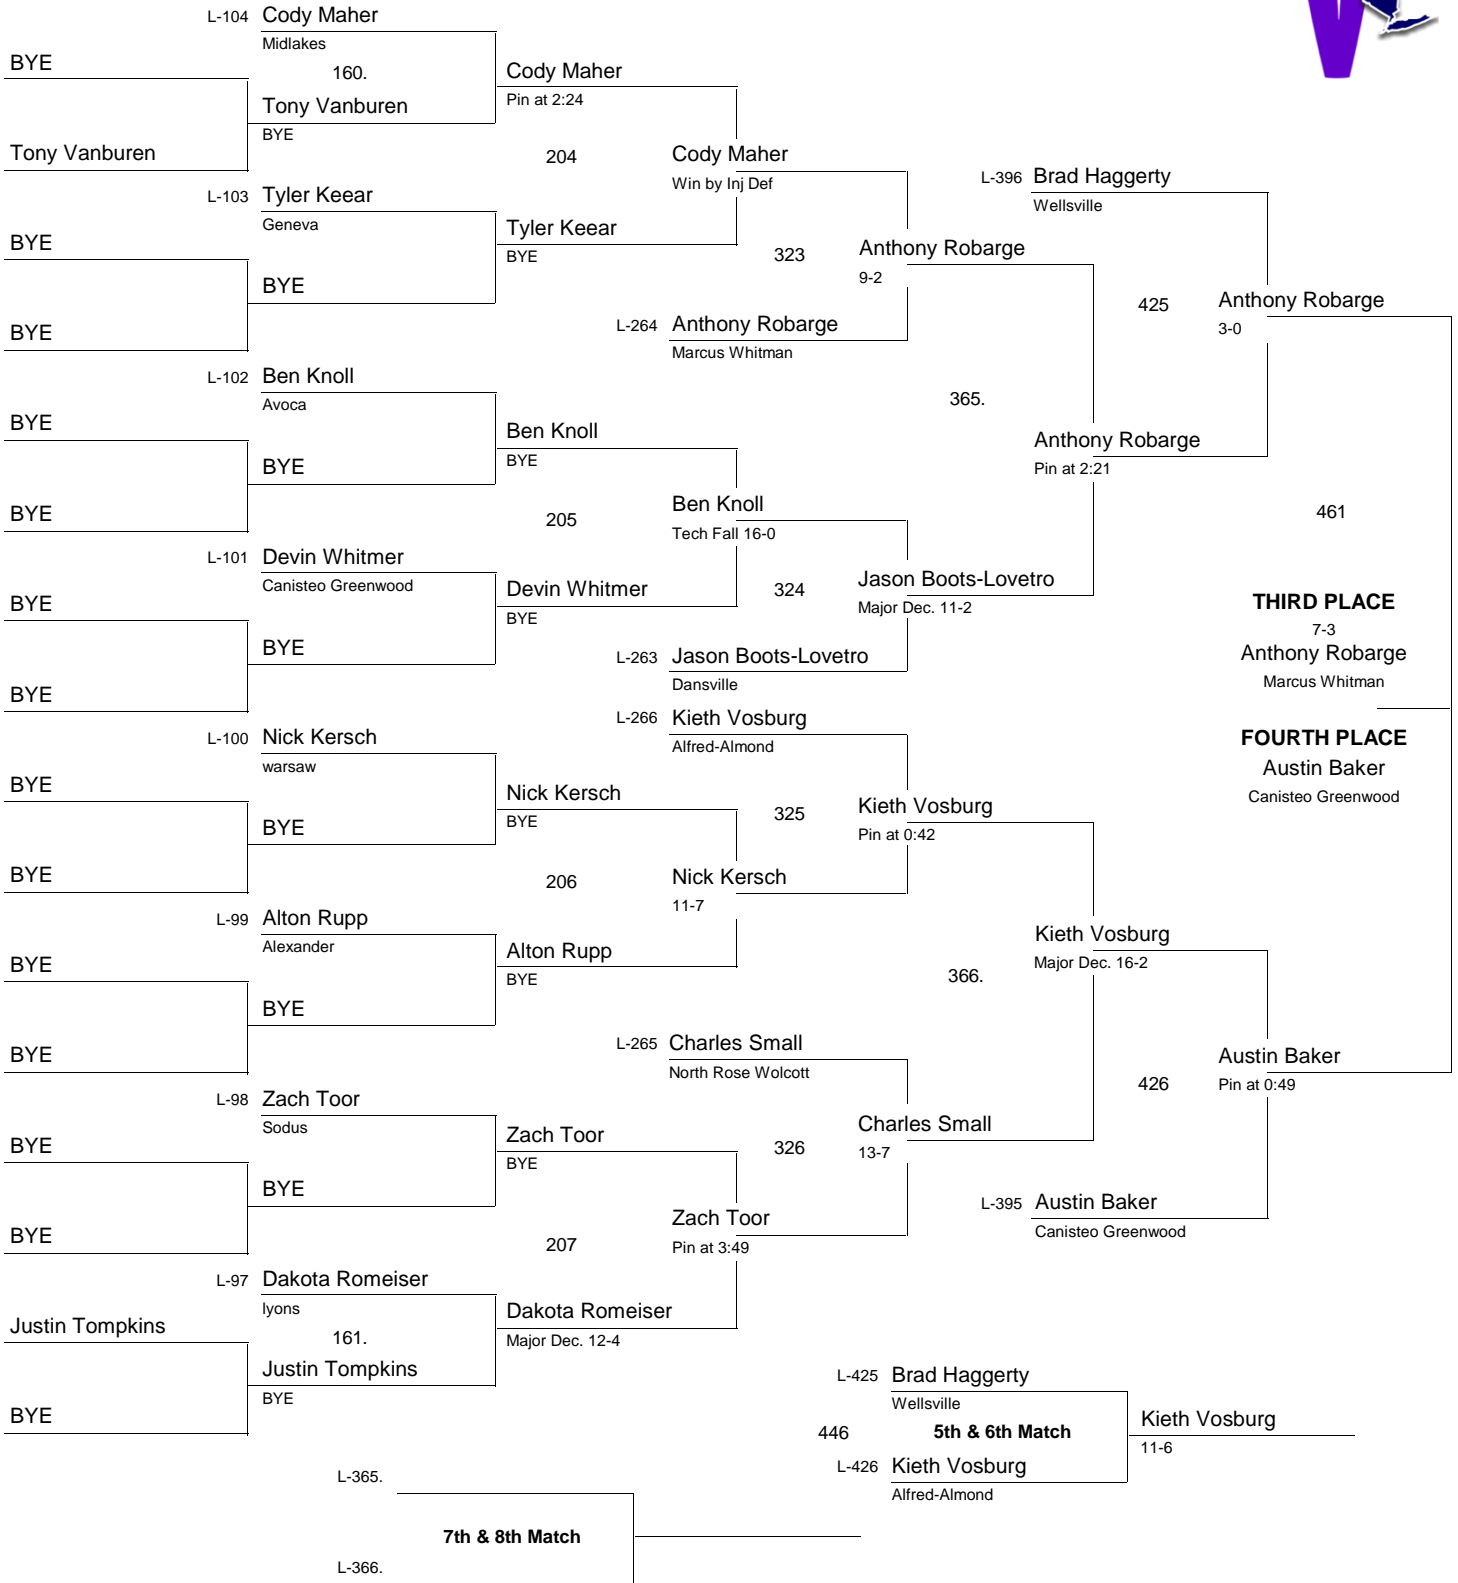 L-104 Cody Maher
Midlakes
BYE
160.
Cody Maher
Pin at 2:24
Tony Vanburen
BYE
Tony Vanburen
204
Cody Maher
Win by Inj Def
L-396 Brad Haggerty
Wellsville
L-103 Tyler Keear
Geneva
Tyler Keear
BYE
BYE
323
Anthony Robarge
9-2
BYE
425
Anthony Robarge
3-0
L-264 Anthony Robarge
Marcus Whitman
BYE
L-102 Ben Knoll
Avoca
365.
BYE
Ben Knoll
BYE
Anthony Robarge
Pin at 2:21
BYE
Ben Knoll
Tech Fall 16-0
BYE
205
461
L-101 Devin Whitmer
Canisteo Greenwood
Devin Whitmer
BYE
324
Jason Boots-Lovetro
Major Dec. 11-2
BYE
THIRD PLACE
7-3
Anthony Robarge
Marcus Whitman
BYE
L-263 Jason Boots-Lovetro
Dansville
BYE
L-266 Kieth Vosburg
Alfred-Almond
L-100 Nick Kersch
warsaw
FOURTH PLACE
Austin Baker
Canisteo Greenwood
BYE
Nick Kersch
BYE
325
Kieth Vosburg
Pin at 0:42
BYE
BYE
206
Nick Kersch
11-7
L-99 Alton Rupp
Alexander
Alton Rupp
BYE
Kieth Vosburg
Major Dec. 16-2
BYE
366.
BYE
L-265 Charles Small
North Rose Wolcott
BYE
Austin Baker
Pin at 0:49
426
L-98 Zach Toor
Sodus
Zach Toor
BYE
326
Charles Small
13-7
BYE
BYE
L-395 Austin Baker
Canisteo Greenwood
Zach Toor
Pin at 3:49
BYE
207
L-97 Dakota Romeiser
lyons
Dakota Romeiser
Major Dec. 12-4
Justin Tompkins
161.
Justin Tompkins
BYE
BYE
L-425 Brad Haggerty
Wellsville
446
5th & 6th Match
Kieth Vosburg
11-6
L-426 Kieth Vosburg
Alfred-Almond
L-365.
7th & 8th Match
L-366.